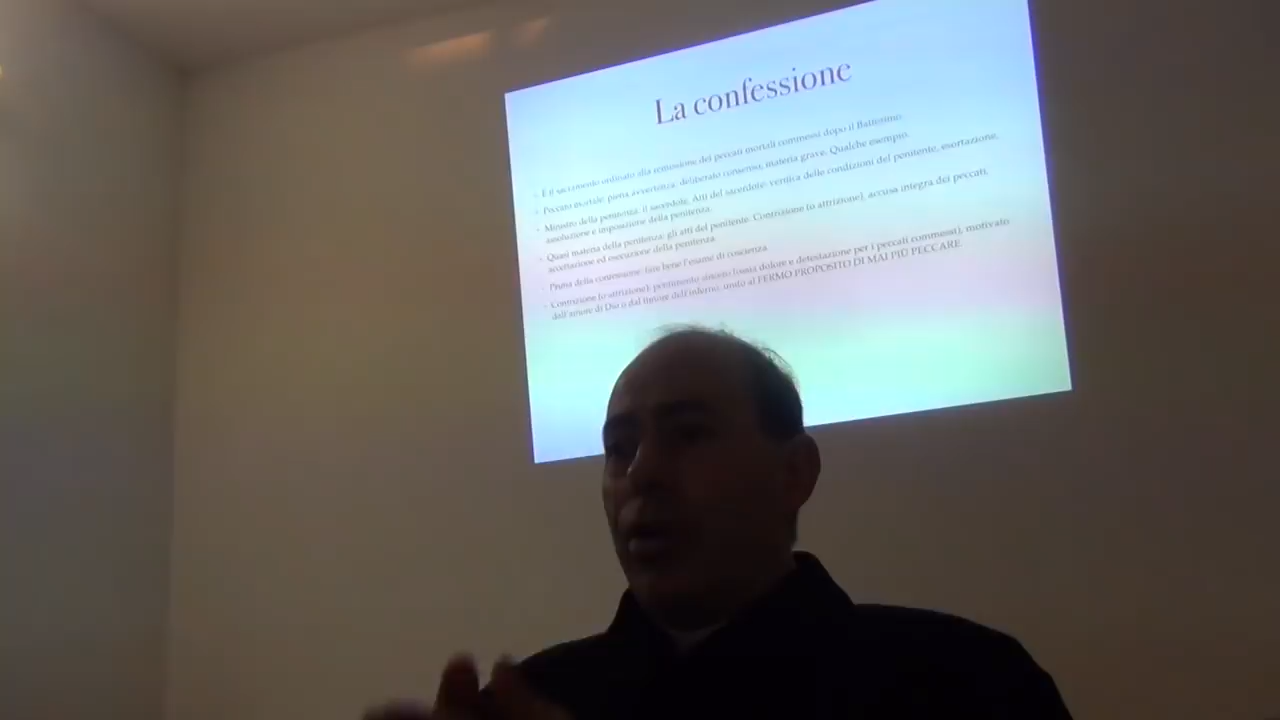 La confessione
È il sacramento ordinato alla remissione dei peccati mortali commessi dopo il Battesimo.
Peccato mortale: piena avvertenza, deliberato consenso, materia grave. Qualche esempio.
Ministro della penitenza: il sacerdote. Atti del sacerdote: verifica delle condizioni del penitente, esortazione,
assoluzione e imposizione della penitenza.
Quasi materia della penitenza: gli atti del penitente. Contrizione (o attrizione), accusa integra dei peccati,
accettazione ed esecuzione della penitenza.
Prima della confessione: fare bene l'esame di coscienza.
Contrizione (o attrizione): pentimento sincero (ossia dolore e detestazione per i peccati commessi), motivato
dall'amore di Dio o dal timore dell'inferno, unito al FERMO PROPOSITO DI MAI PIÙ PECCARE.